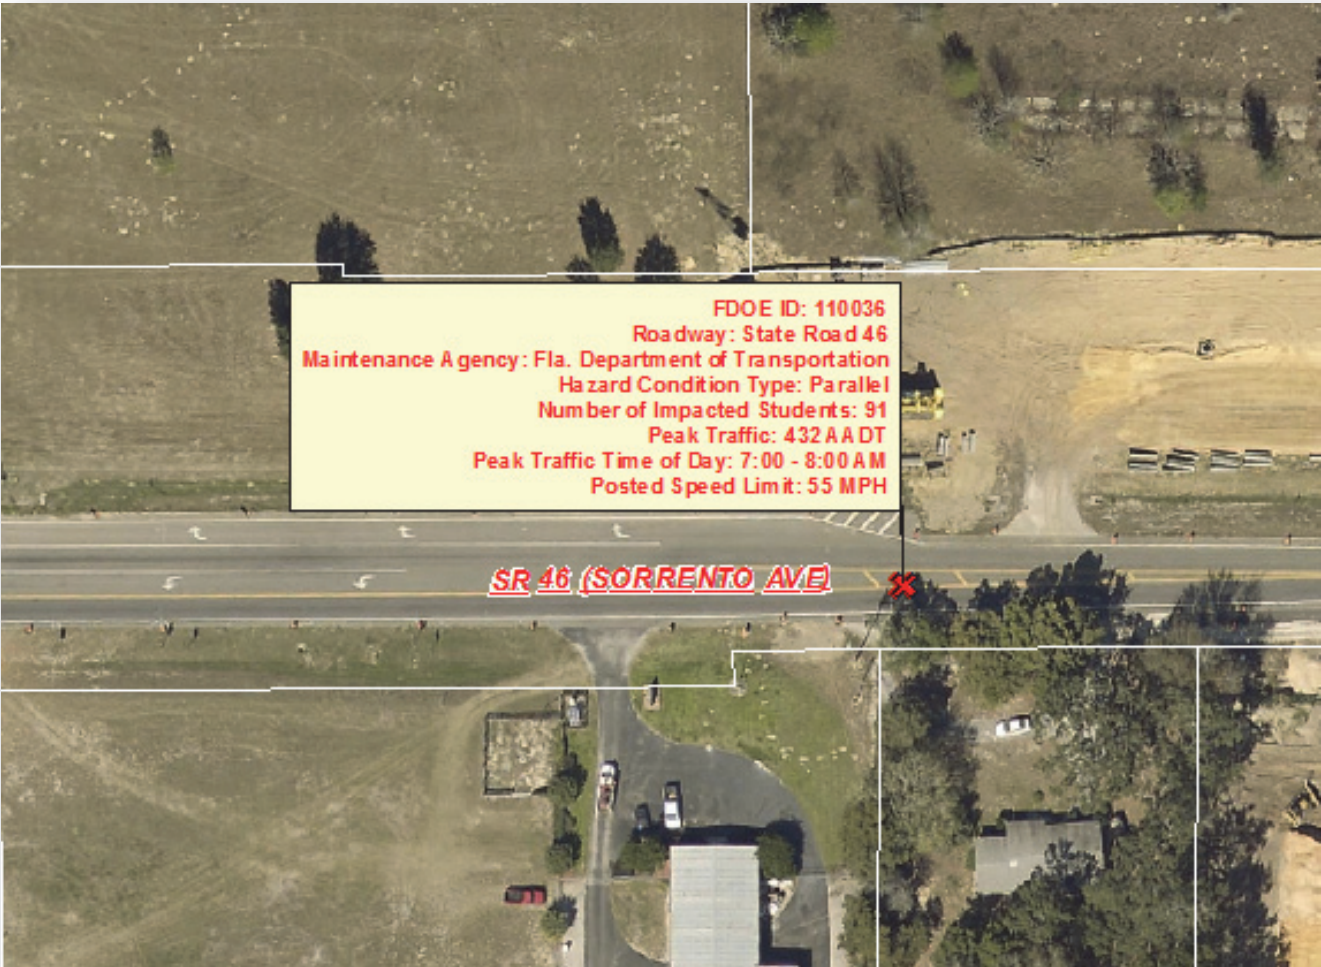 FDOE ID: 110036
Roadway: State Road 46
Maintenance Agency: Fla. Department of Transportation
Hazard Condition Type: Parallel
Number of Impacted Students: 91
Peak Traffic: 432 AADT
Peak Traffic Time of Day: 7:00 - 8:00 AM
Posted Speed Limit: 55 MPH
SR 46 (SORRENTO AVE)